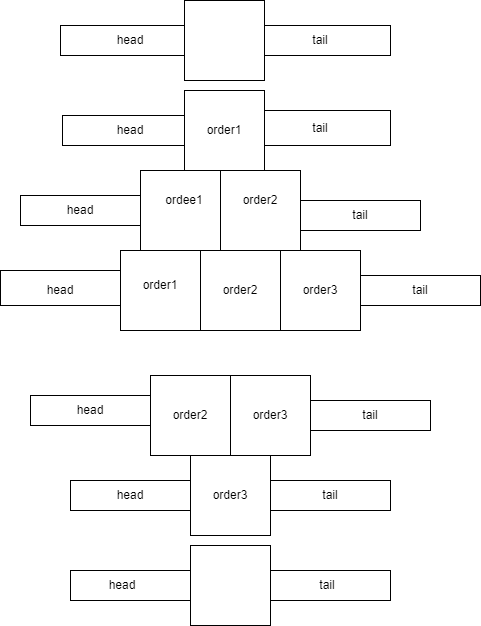 head tail
head order1 tail
head ordee1 order2 tail
head order1 order2 order3 tail
head order2 order3 tail
head order3 tail
head tail